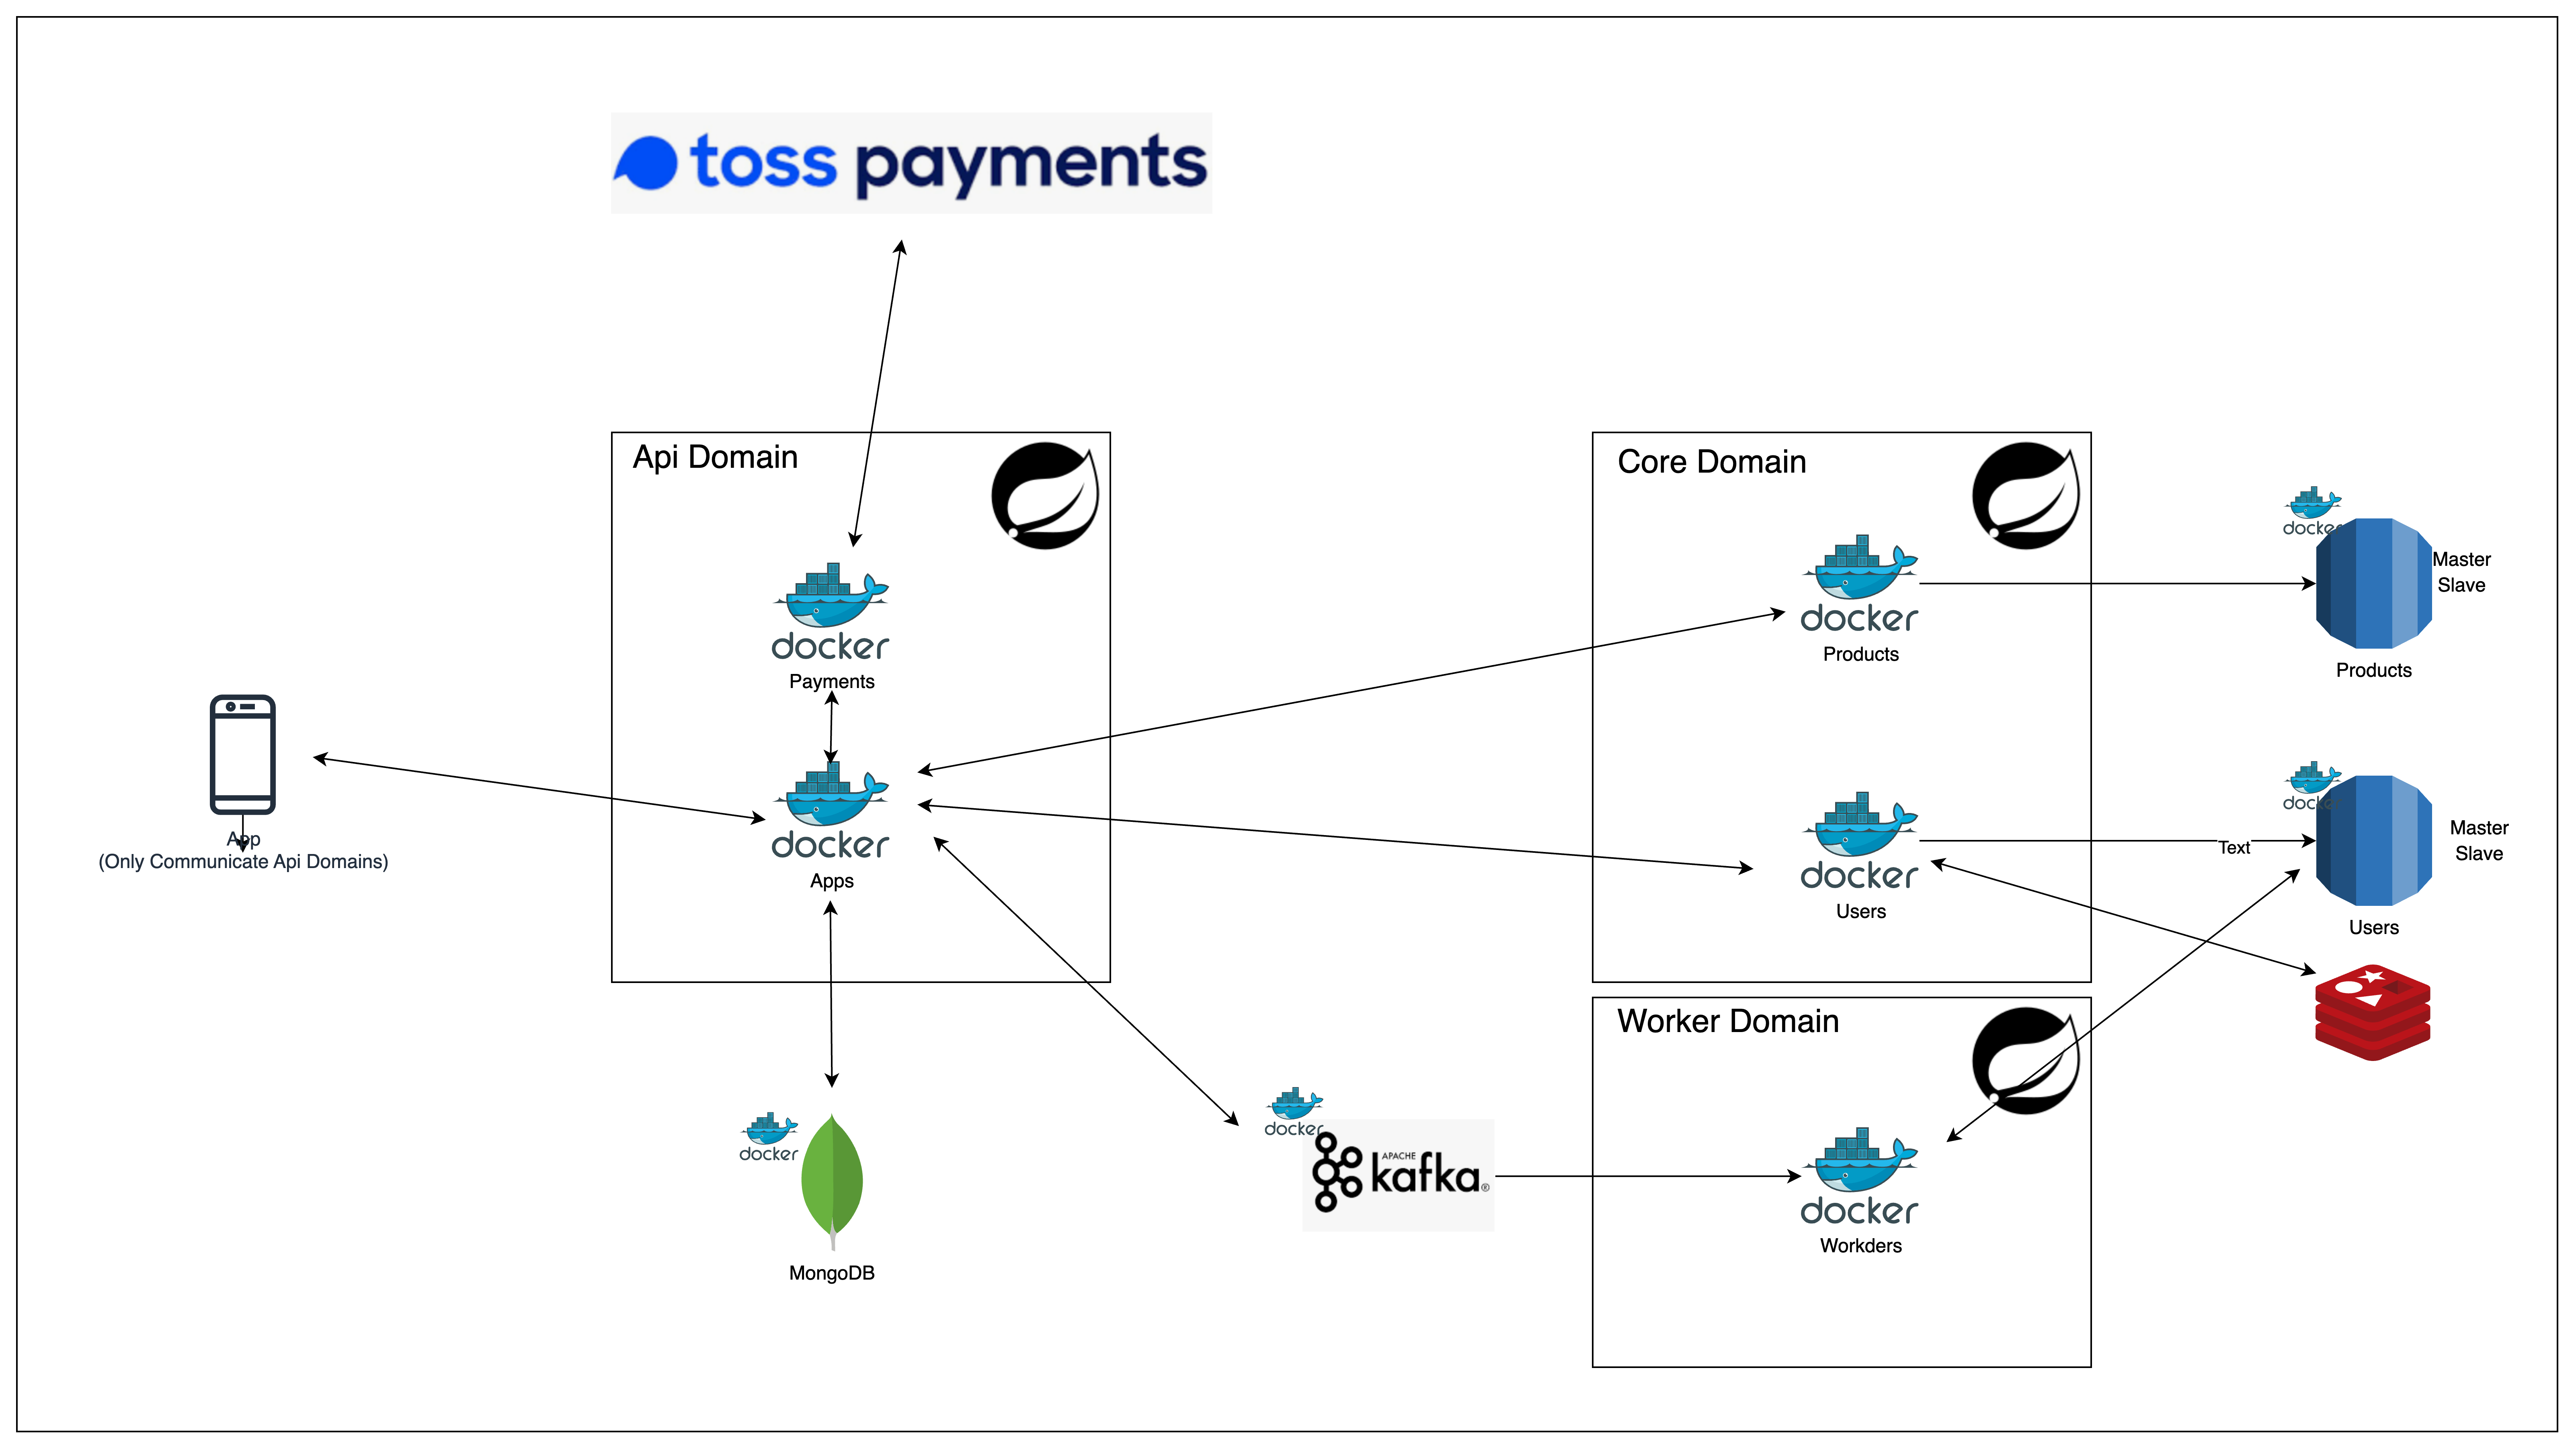 toss payments
Api Domain
docker
Payments
docker
Apps
App
(Only Communicate Api Domains)
docker
MongoDB
docker
APACHE
kafka®
Core Domain
docker
Products
docker
Users
Worker Domain
docker
Workders
docker
Master
Slave
Products
docker
Text
Master
Slave
Users